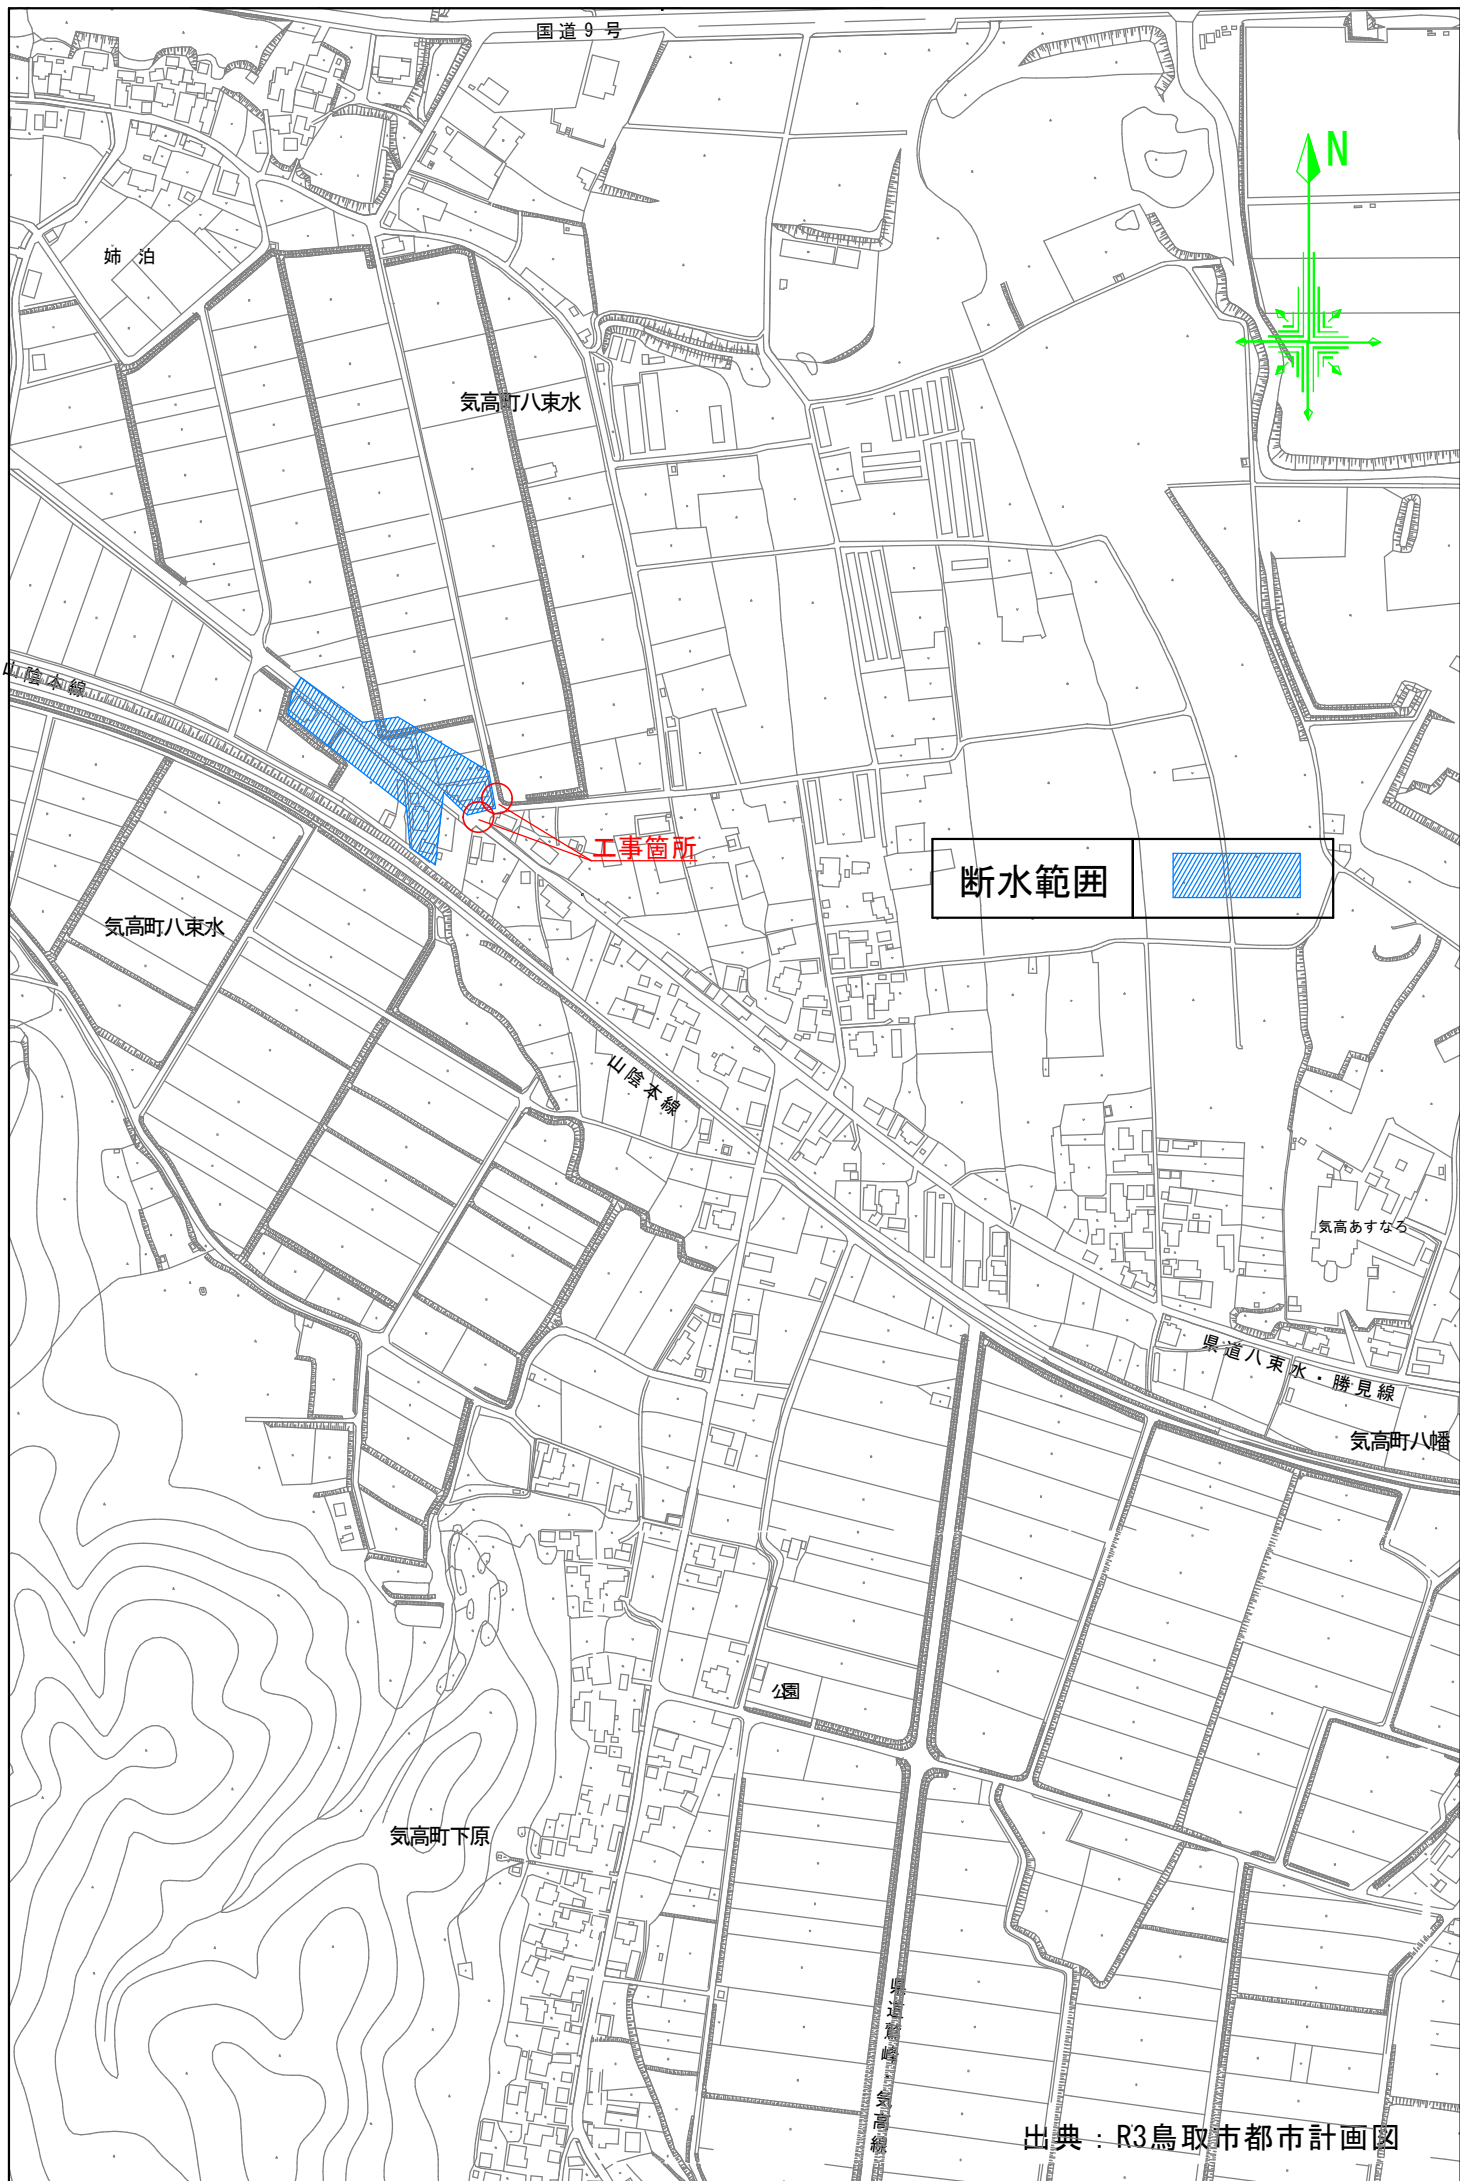 国道９号
N
姉泊
気高町八束水
山陰本線
工事箇所
断水範囲
気高町八束水
山陰本線
気高あすなろ
県道八束水・勝見線
気高町八幡
公園
気高町下原
県道鷲峰・気高線
出典：R3鳥取市都市計画図